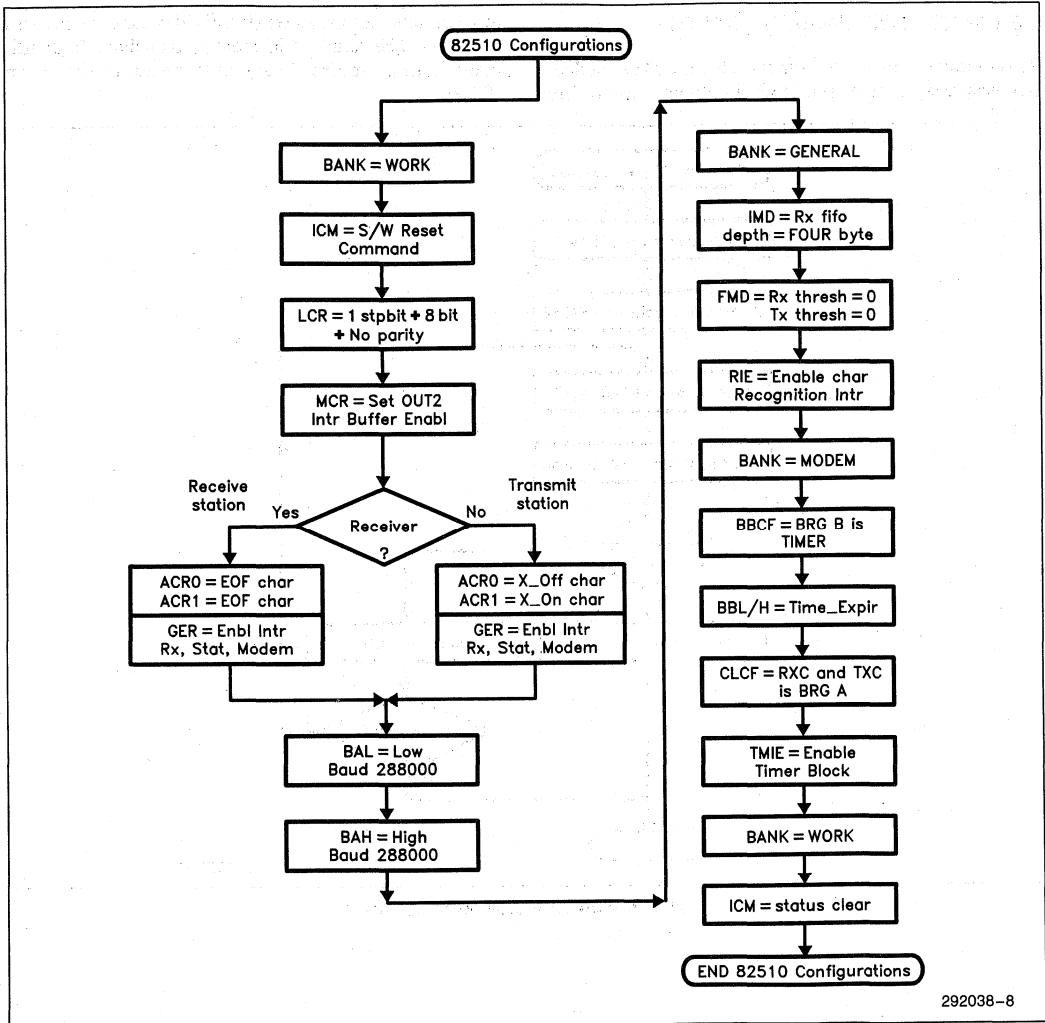 82510 Configurations
BANK = WORK
ICM = S/W Reset
Command
LCR = 1 stpbit + 8 bit
+ No parity
MCR = Set OUT2
Intr Buffer Enabl
Receive
station
Yes
Receiver
?
No
Transmit
station
ACR0 = EOF char
ACR1 = EOF char
GER = Enbl Intr
Rx, Stat, Modem
ACR0 = X_Off char
ACR1 = X_On char
GER = Enbl Intr
Rx, Stat, Modem
BAL = Low
Baud 288000
BAH = High
Baud 288000
BANK = GENERAL
IMD = Rx fifo
depth = FOUR byte
FMD = Rx thresh = 0
Tx thresh = 0
RIE = Enable char
Recognition Intr
BANK = MODEM
BBCF = BRG B is
TIMER
BBL/H = Time_Expir
CLCF = RXC and TXC
is BRG A
TMIE = Enable
Timer Block
BANK = WORK
ICM = status clear
END 82510 Configurations
292038-8